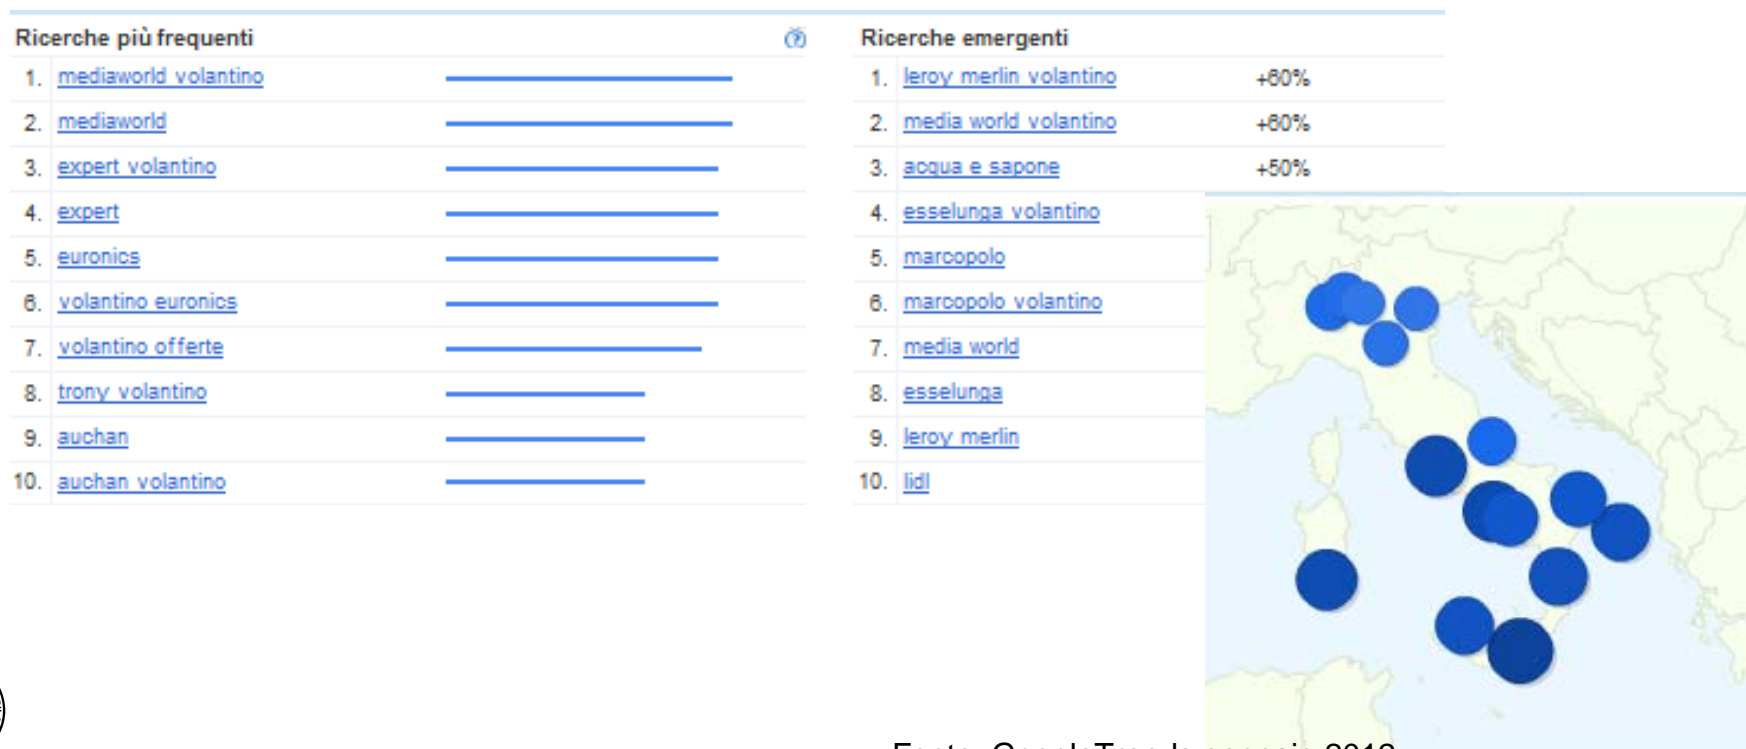 Ricerche più frequenti
1. mediaworld volantino
2. mediaworld
3. expert volantino
4. expert
5. euronics
6. volantino euronics
7. volantino offerte
8. trony volantino
9. auchan
10. auchan volantino
Ricerche emergenti
1. leroy merlin volantino +60%
2. media world volantino +60%
3. acqua e sapone +50%
4. esselunga volantino
5. marcopolo
6. marcopolo volantino
7. media world
8. esselunga
9. leroy merlin
10. lidl